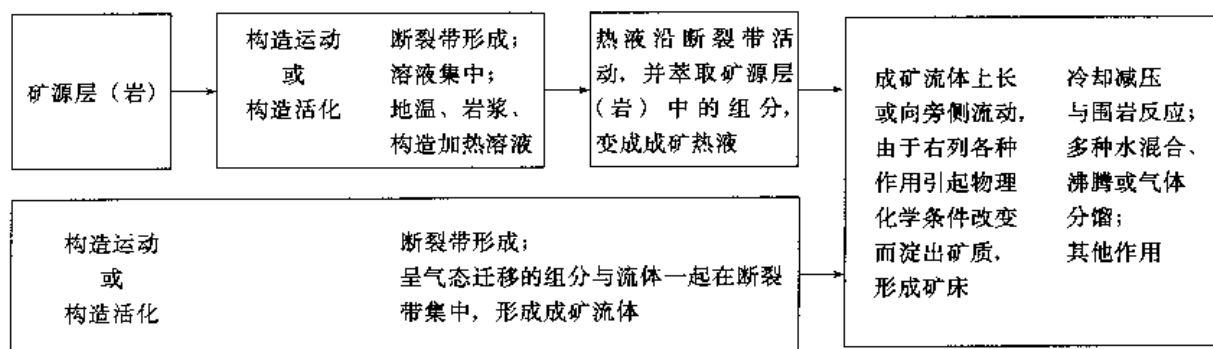 矿源层（岩）
构造运动
或
构造活化
断裂带形成；
溶液集中；
地温、岩浆、
构造加热溶液
热液沿断裂带活
动，并萃取矿源层
(岩) 中的组分，
变成成矿热液
成矿流体上长
或向旁侧流动，
由于右列各种
作用引起物理
化学条件改变
而淀出矿质，
形成矿床
冷却减压
与围岩反应；
多种水混合、
沸腾或气体
分馏；
其他作用
构造运动
或
构造活化
断裂带形成；
呈气态迁移的组分与流体一起在断裂
带集中，形成成矿流体